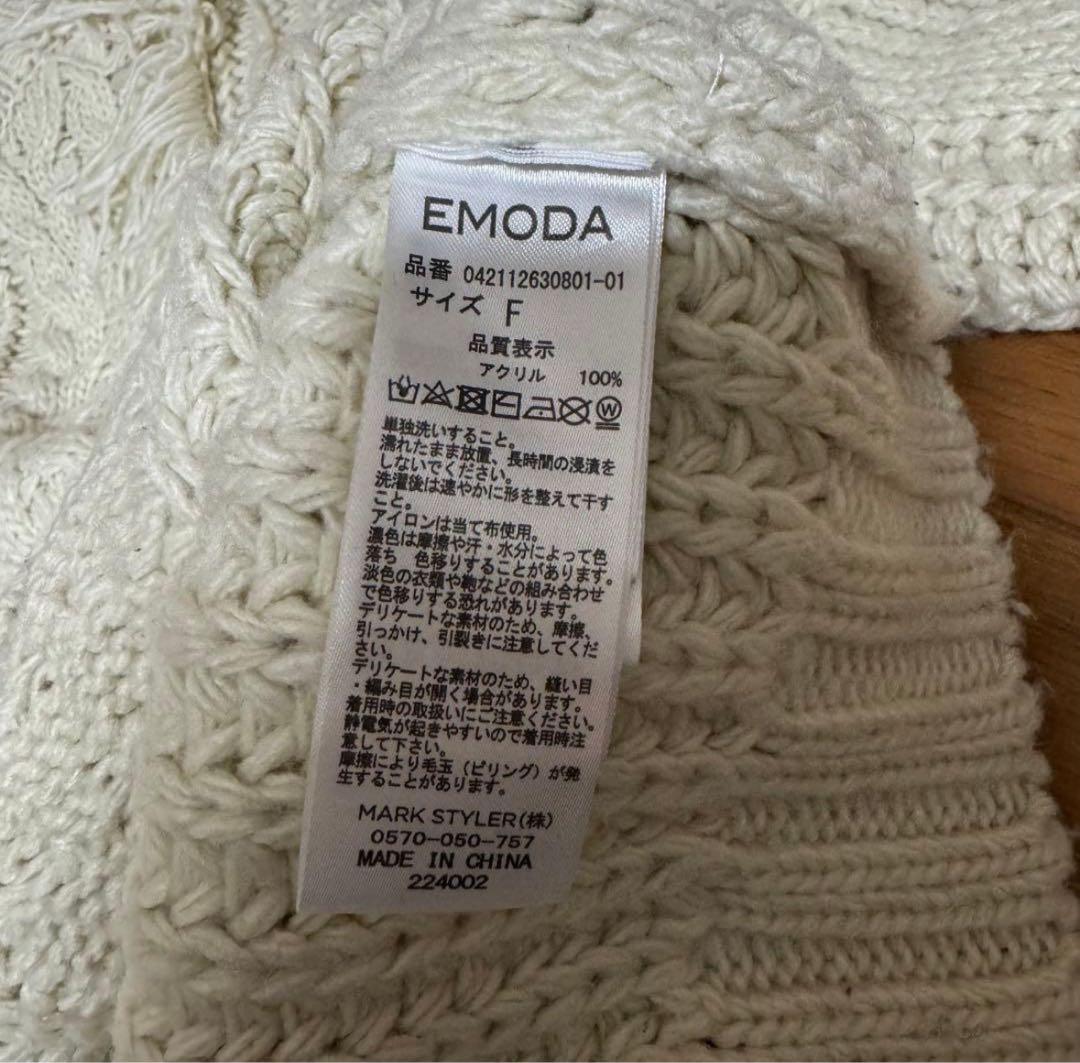 EMODA
品番 042112630801-01
サイズ F
品質表示
アクリル 100%
W
単独洗いすること。
濡れたまま放置、長時間の浸漬を
しないでください。
洗濯後は速やかに形を整えて干す
こと。
アイロンは当て布使用。
濃色は摩擦や汗・水分によって色
落ち 色移りすることがあります。
淡色の衣類や鞄などの組み合わせ
で色移りする恐れがあります。
デリケートな素材のため、摩擦、
引っかけ、引裂きに注意してくだ
さい。
デリケートな素材のため、縫い目
・編み目が開く場合があります。
着用時の取扱いにご注意ください。
静電気が起きやすいので着用時注
意して下さい。
摩擦により毛玉（ピリング）が発
生することがあります。
MARK STYLER(株)
0570-050-757
MADE IN CHINA
224002